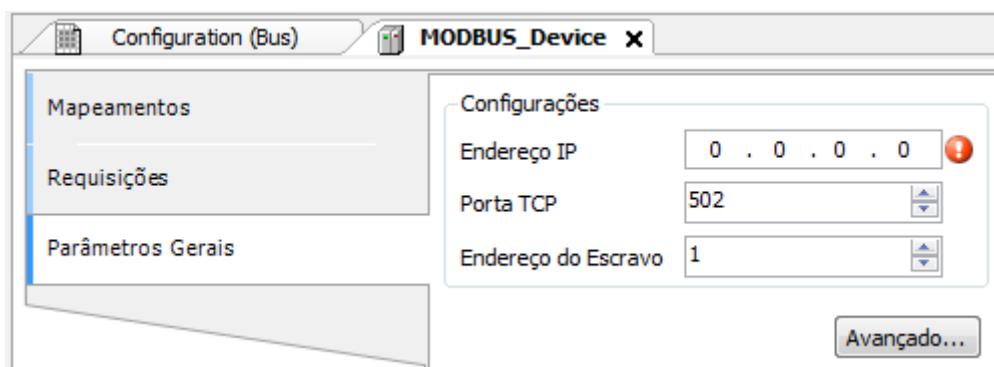 Configuration (Bus) MODBUS_Device X
Mapeamentos
Requisições
Parâmetros Gerais
Configurações
Endereço IP 0 . 0 . 0 . 0
Porta TCP 502
Endereço do Escravo 1
Avançado...